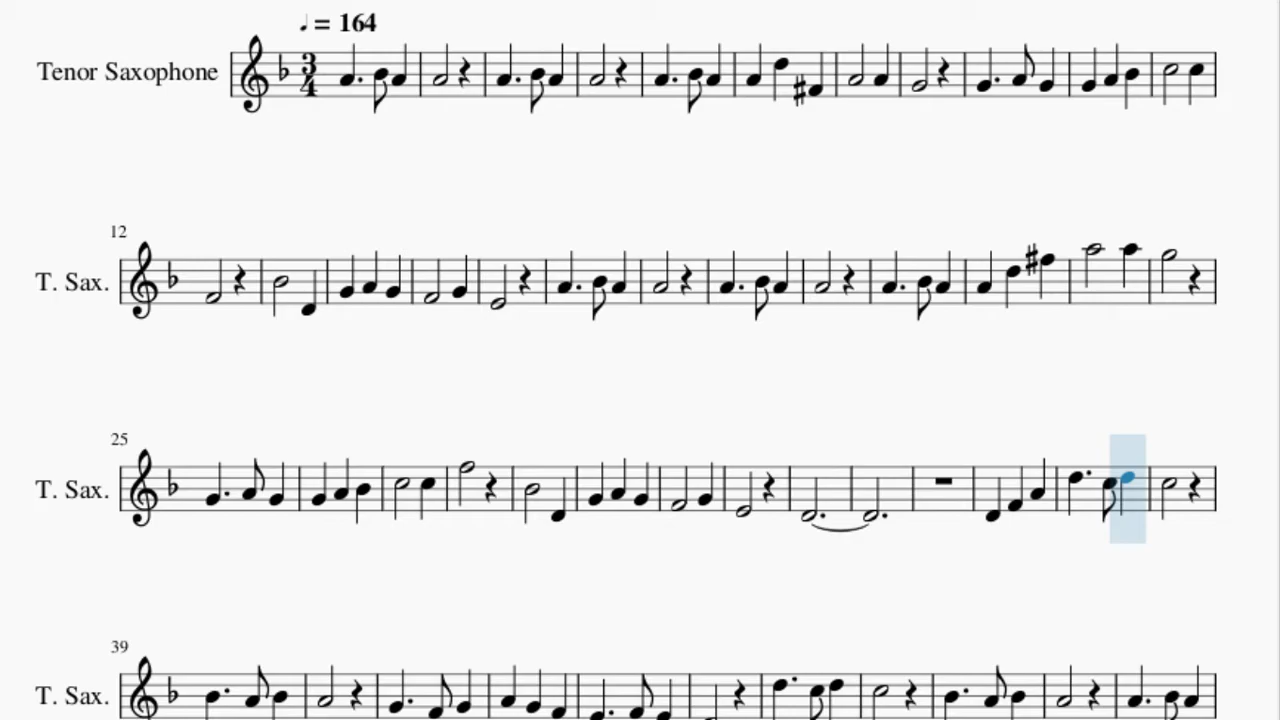 ♩ = 164
Tenor Saxophone
3
4
12
T. Sax.
25
T. Sax.
39
T. Sax.